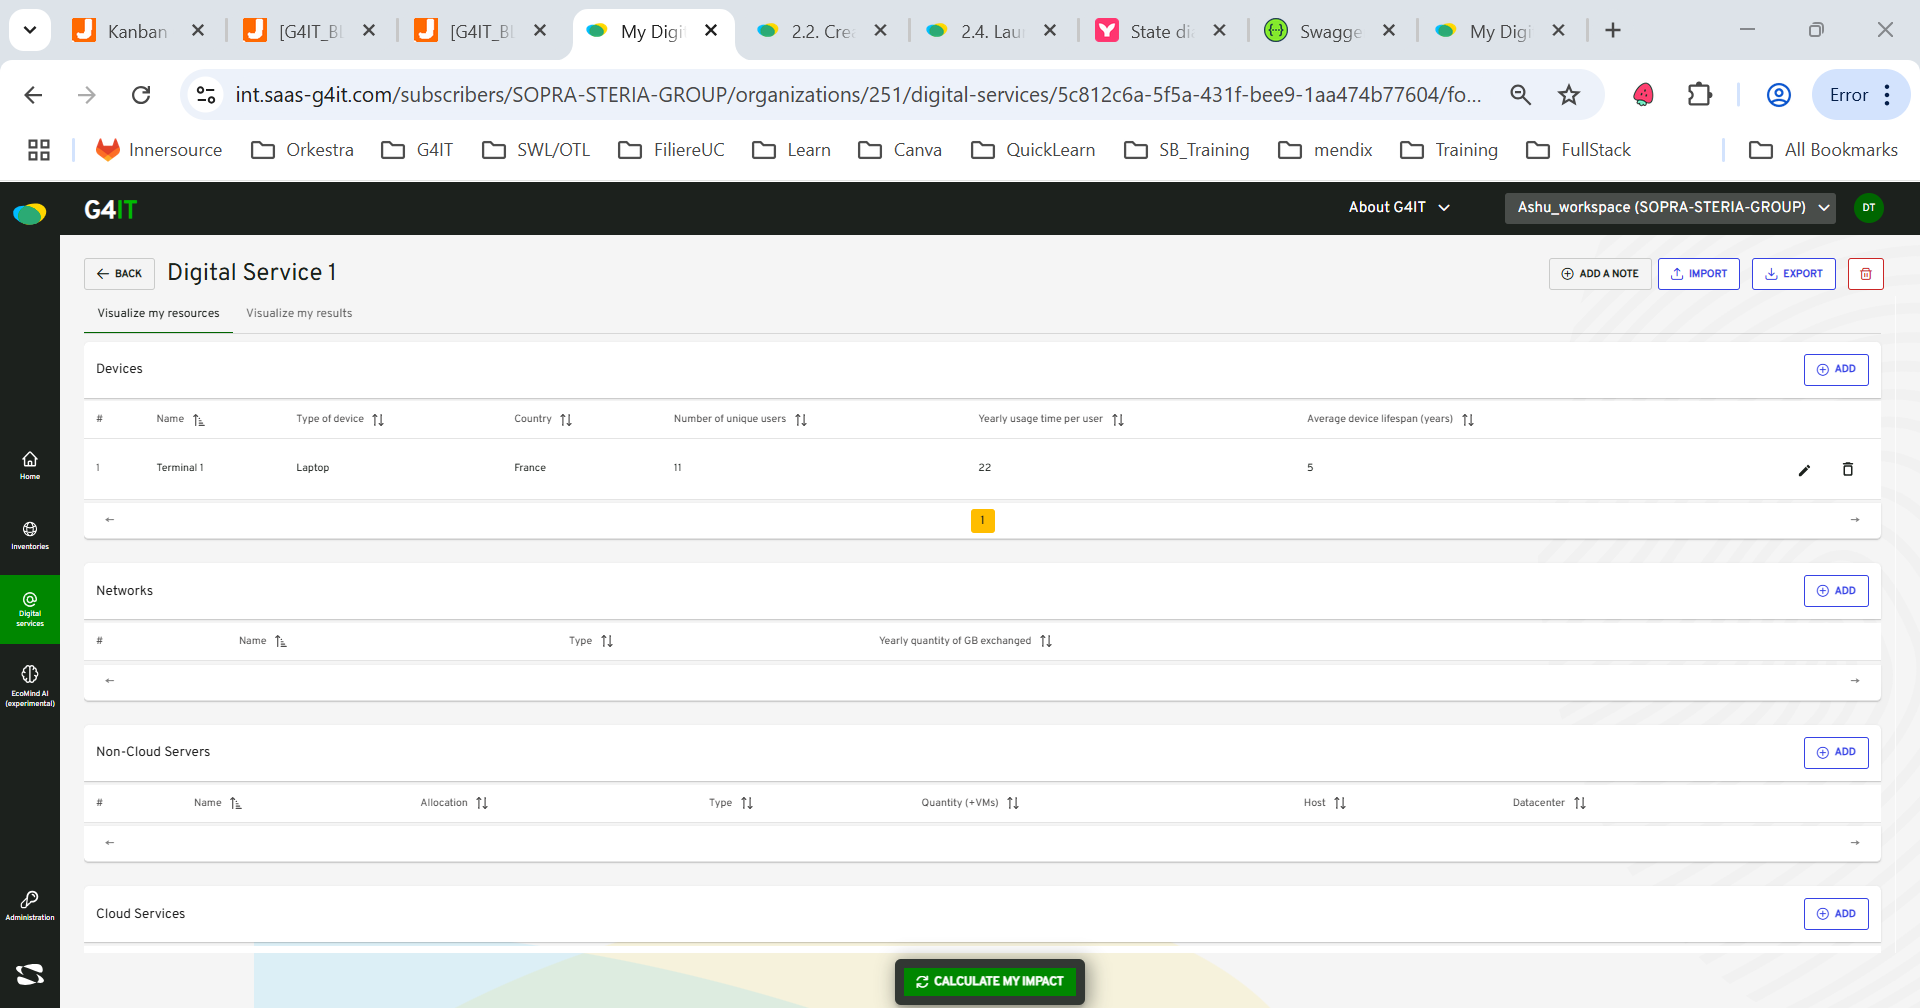 Kanban
[G4IT_BL
[G4IT_BL
My Digi
2.2. Crea
2.4. Laun
State di
Swagge
My Digi
int.saas-g4it.com/subscribers/SOPRA-STERIA-GROUP/organizations/251/digital-services/5c812c6a-5f5a-431f-bee9-1aa474b77604/fo...
Error
Innersource
Orkestra
G4IT
SWL/OTL
FiliereUC
Learn
Canva
QuickLearn
SB_Training
mendix
Training
FullStack
All Bookmarks
G4IT
About G4IT
Ashu_workspace (SOPRA-STERIA-GROUP)
DT
BACK
Digital Service 1
ADD A NOTE
IMPORT
EXPORT
Visualize my resources
Visualize my results
Devices
ADD
# Name Type of device Country Number of unique users Yearly usage time per user Average device lifespan (years)
1 Terminal 1 Laptop France 11 22 5
1
Networks
ADD
# Name Type Yearly quantity of GB exchanged
Non-Cloud Servers
ADD
# Name Allocation Type Quantity (+VMs) Host Datacenter
Cloud Services
ADD
CALCULATE MY IMPACT
Home
Inventories
Digital
services
EcoMind AI
(experimental)
Administration